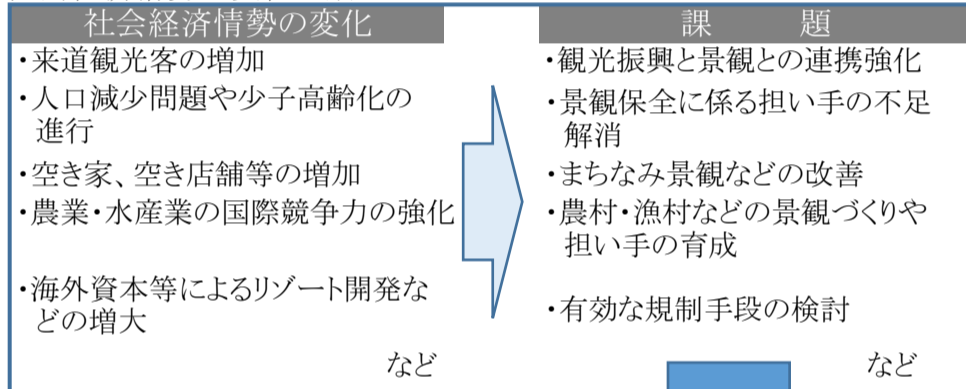 社会経済情勢の変化
・来道観光客の増加
・人口減少問題や少子高齢化の
進行
・空き家、空き店舗等の増加
・農業・水産業の国際競争力の強化
・海外資本等によるリゾート開発な
どの増大
など
課　　題
・観光振興と景観との連携強化
・景観保全に係る担い手の不足
解消
・まちなみ景観などの改善
・農村・漁村などの景観づくりや
担い手の育成
・有効な規制手段の検討
など